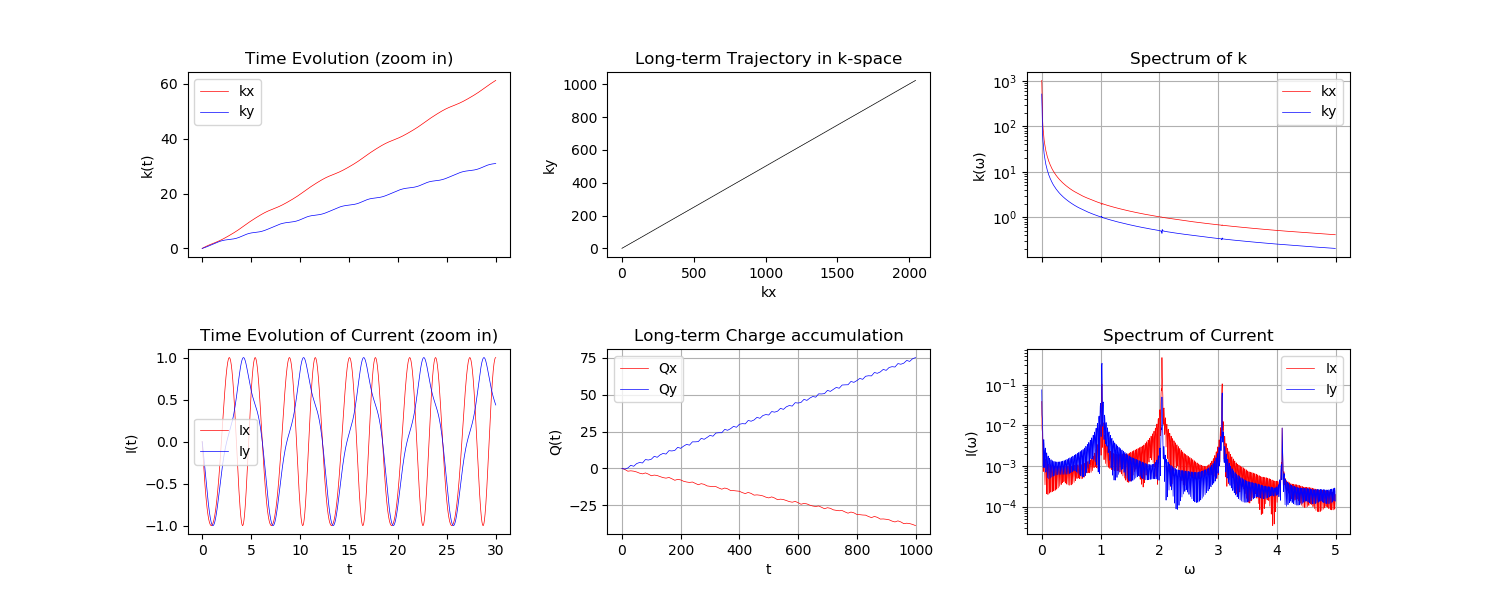 Time Evolution (zoom in)
k(t)
60
40
20
0
kx
ky
Long-term Trajectory in k-space
ky
1000
800
600
400
200
0
0 500 1000 1500 2000
kx
Spectrum of k
k(ω)
10³
10²
10¹
10⁰
kx
ky
Time Evolution of Current (zoom in)
I(t)
1.0
0.5
0.0
−0.5
−1.0
Ix
Iy
0 5 10 15 20 25 30
t
Long-term Charge accumulation
Q(t)
75
50
25
0
−25
Qx
Qy
0 200 400 600 800 1000
t
Spectrum of Current
I(ω)
10⁻¹
10⁻²
10⁻³
10⁻⁴
Ix
Iy
0 1 2 3 4 5
ω